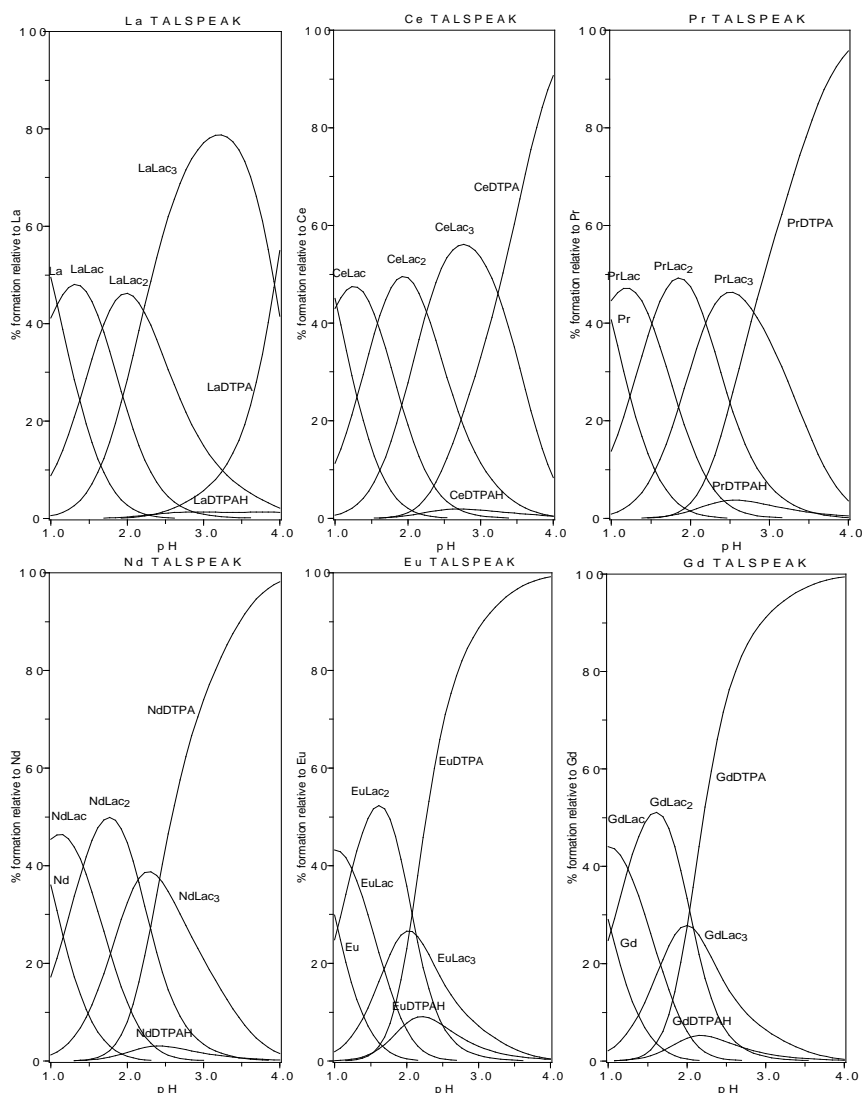 La TALSPEAK
% formation relative to La
100
80
60
40
20
0
La
LaLac
LaLac2
LaLac3
LaDTPA
LaDTPAH
1.0 2.0 3.0 4.0
pH
Ce TALSPEAK
% formation relative to Ce
100
80
60
40
20
0
CeLac
CeLac2
CeLac3
CeDTPA
CeDTPAH
1.0 2.0 3.0 4.0
pH
Pr TALSPEAK
% formation relative to Pr
100
80
60
40
20
0
PrLac
Pr
PrLac2
PrLac3
PrDTPA
PrDTPAH
1.0 2.0 3.0 4.0
pH
Nd TALSPEAK
% formation relative to Nd
100
80
60
40
20
0
NdLac
Nd
NdLac2
NdLac3
NdDTPA
NdDTPAH
1.0 2.0 3.0 4.0
pH
Eu TALSPEAK
% formation relative to Eu
100
80
60
40
20
0
EuLac2
EuLac
Eu
EuLac3
EuDTPA
EuDTPAH
1.0 2.0 3.0 4.0
pH
Gd TALSPEAK
% formation relative to Gd
100
80
60
40
20
0
GdLac
GdLac2
Gd
GdLac3
GdDTPA
GdDTPAH
1.0 2.0 3.0 4.0
pH